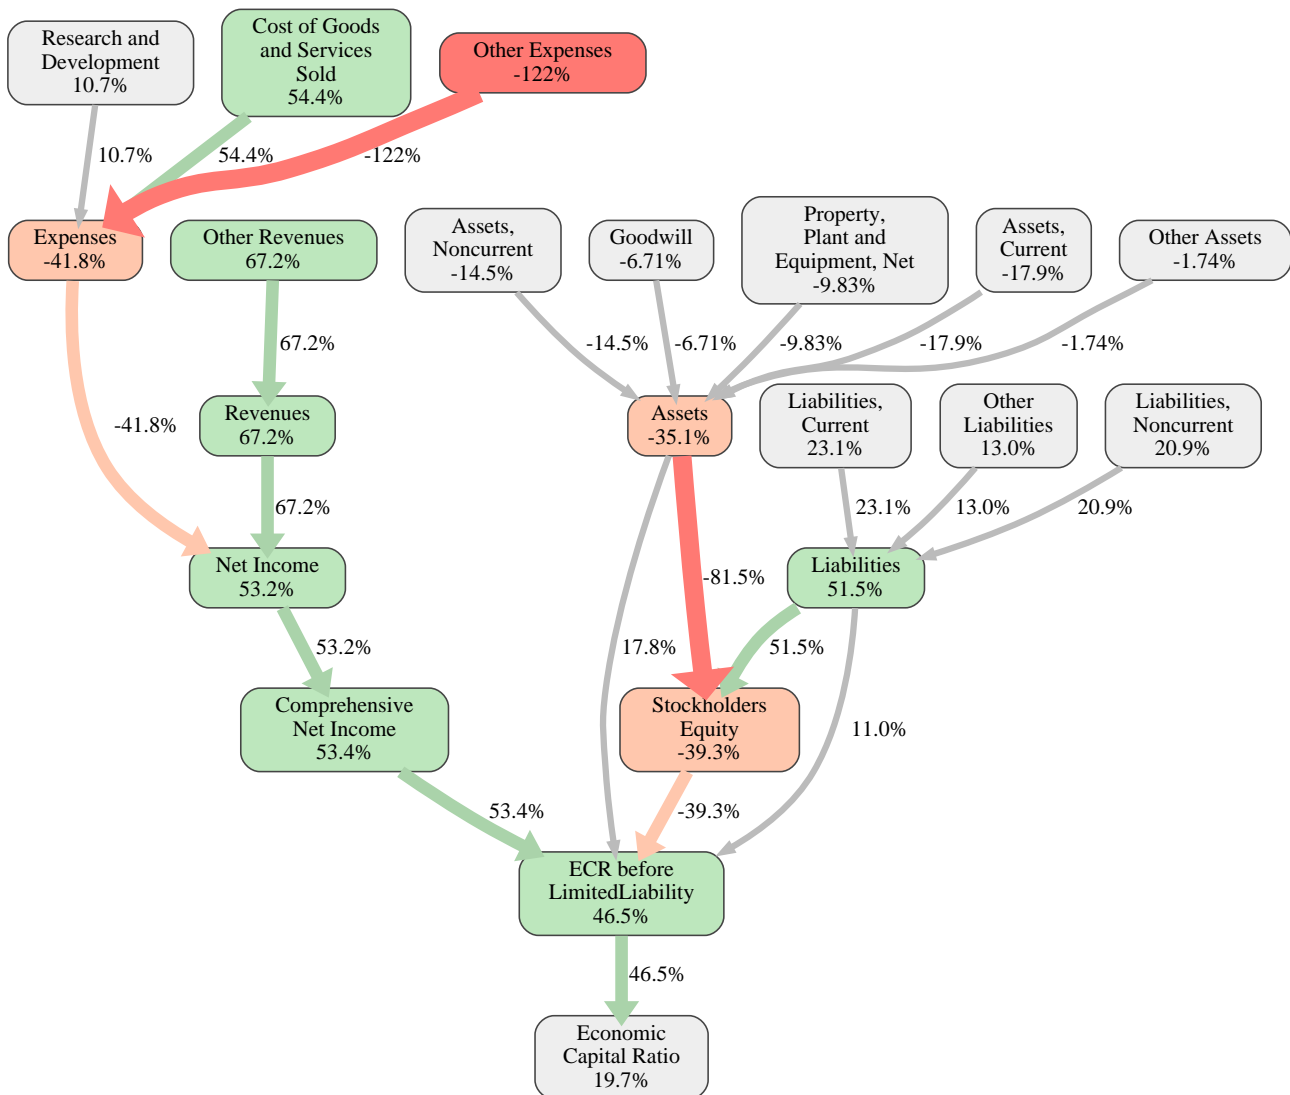 Research and
Development
10.7%
Cost of Goods
and Services
Sold
54.4%
Other Expenses
-122%
10.7%
54.4%
-122%
Expenses
-41.8%
Other Revenues
67.2%
Assets,
Noncurrent
-14.5%
Goodwill
-6.71%
Property,
Plant and
Equipment, Net
-9.83%
Assets,
Current
-17.9%
Other Assets
-1.74%
67.2%
-14.5%
-6.71%
-9.83%
-17.9%
-1.74%
-41.8%
Revenues
67.2%
Assets
-35.1%
Liabilities,
Current
23.1%
Other
Liabilities
13.0%
Liabilities,
Noncurrent
20.9%
67.2%
23.1%
13.0%
20.9%
Net Income
53.2%
-81.5%
Liabilities
51.5%
53.2%
17.8%
51.5%
Comprehensive
Net Income
53.4%
Stockholders
Equity
-39.3%
11.0%
53.4%
-39.3%
ECR before
LimitedLiability
46.5%
46.5%
Economic
Capital Ratio
19.7%